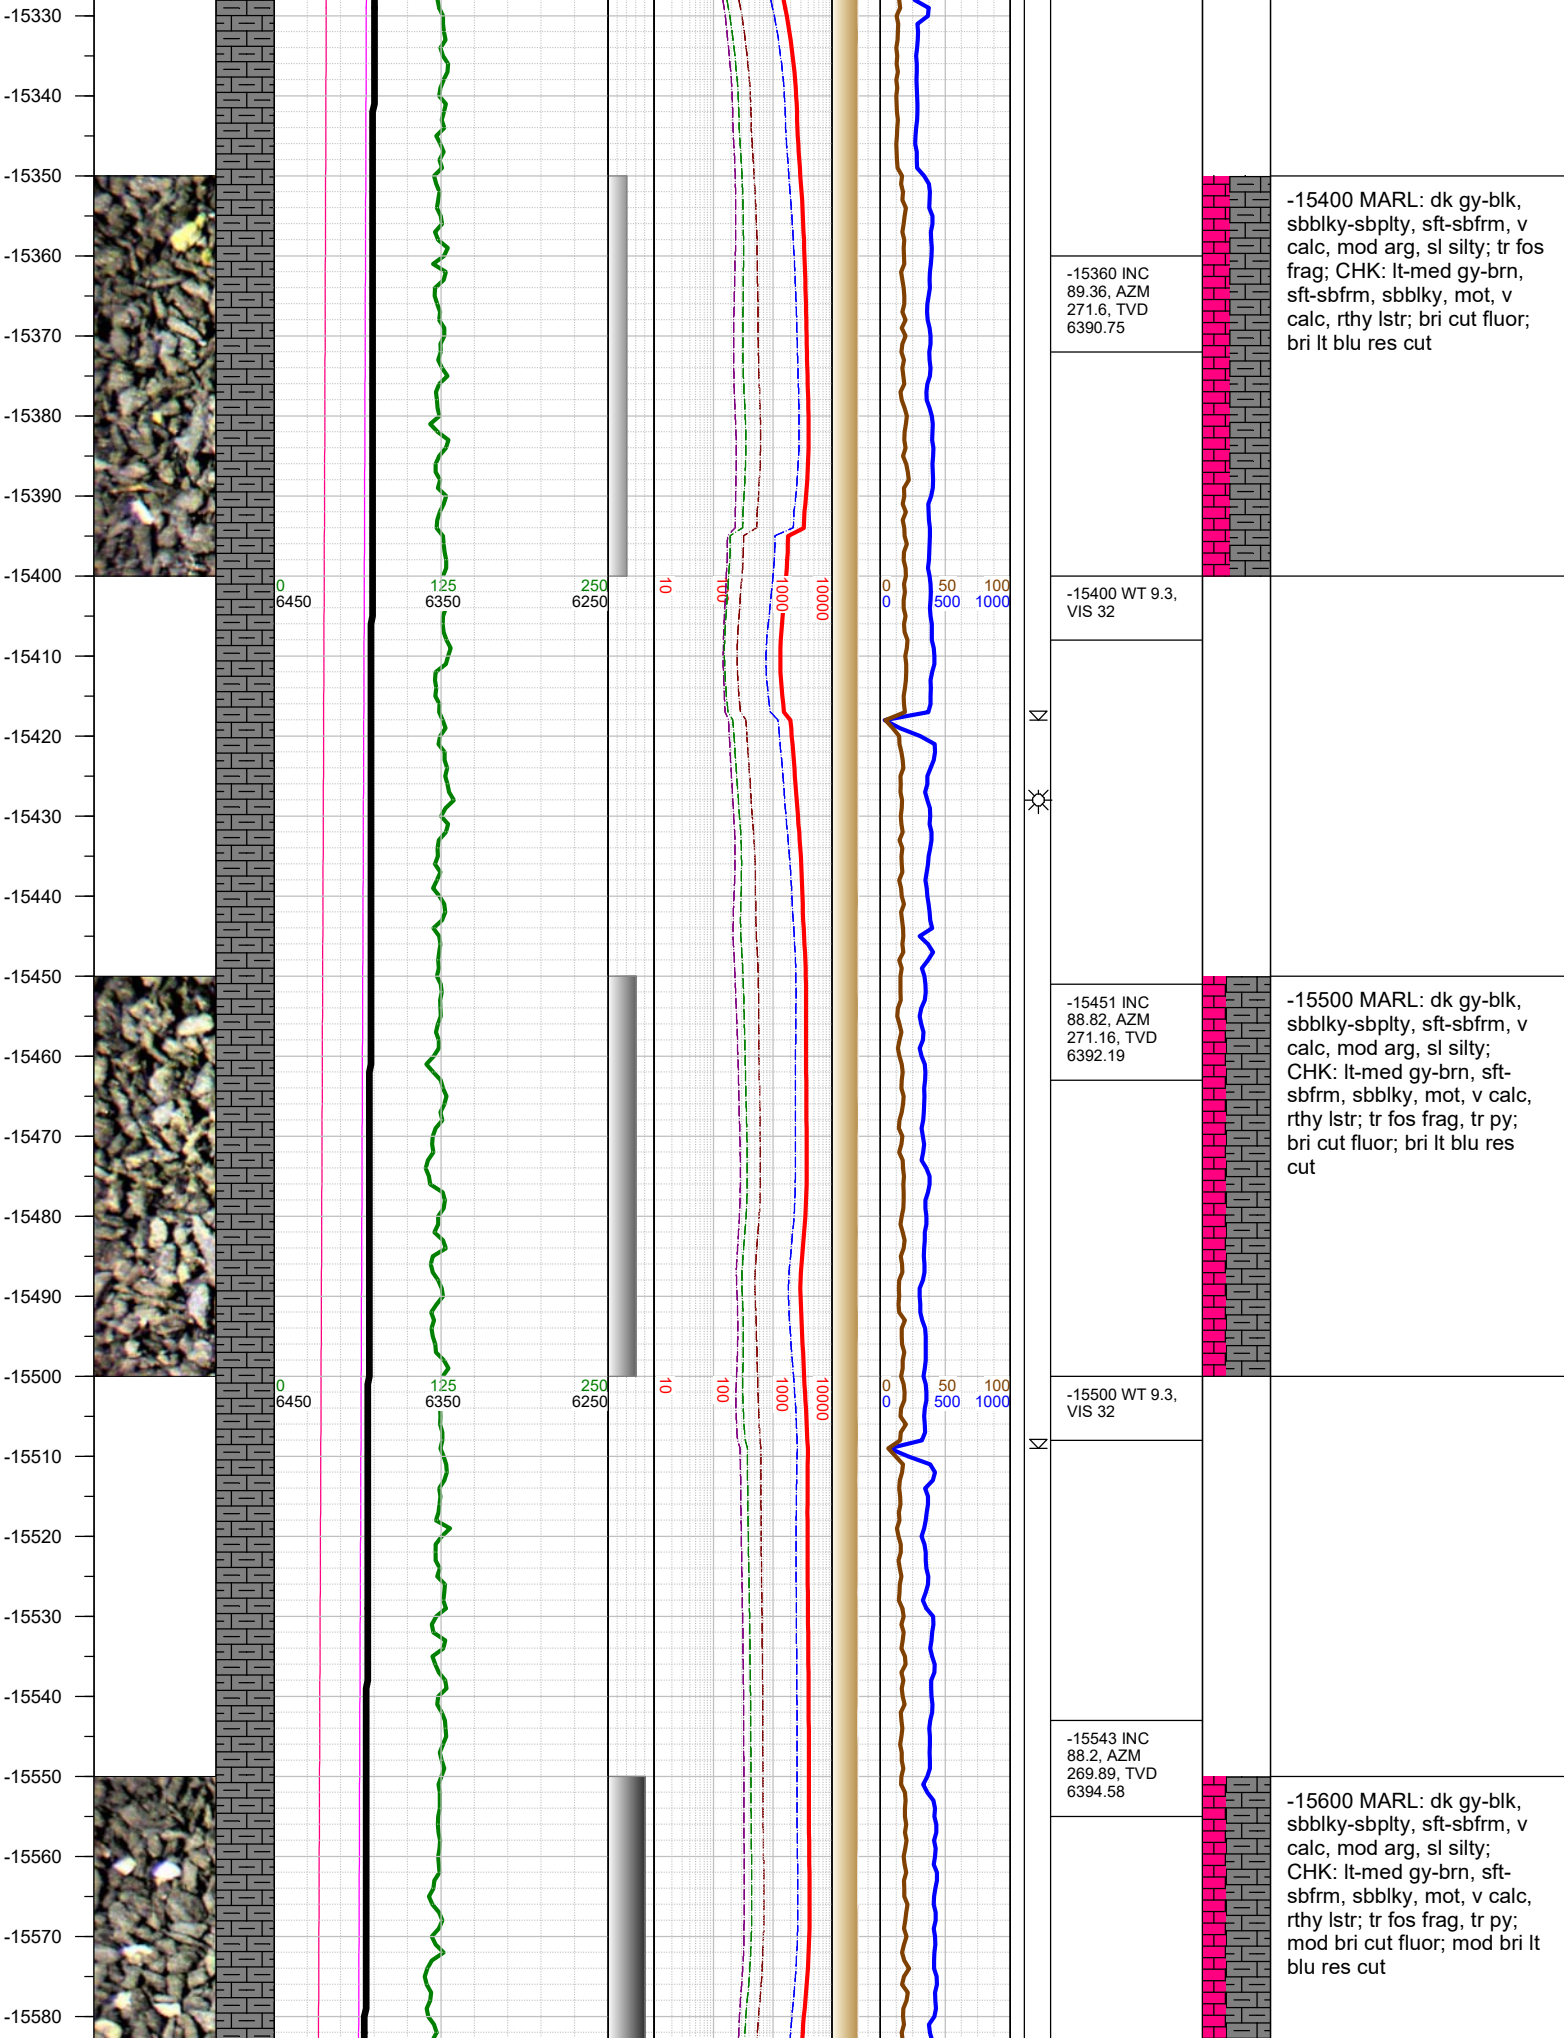 -15330
-15340
-15350
-15360
-15370
-15380
-15390
-15400
-15410
-15420
-15430
-15440
-15450
-15460
-15470
-15480
-15490
-15500
-15510
-15520
-15530
-15540
-15550
-15560
-15570
-15580
0 125 250
6450 6350 6250
10 100 1000 10000
0 50 100
0 500 1000
0 125 250
6450 6350 6250
10 100 1000 10000
0 50 100
0 500 1000
-15360 INC
89.36, AZM
271.6, TVD
6390.75
-15400 WT 9.3,
VIS 32
-15451 INC
88.82, AZM
271.16, TVD
6392.19
-15500 WT 9.3,
VIS 32
-15543 INC
88.2, AZM
269.89, TVD
6394.58
-15400 MARL: dk gy-blk,
sbblky-sbplty, sft-sbfrm, v
calc, mod arg, sl silty; tr fos
frag; CHK: lt-med gy-brn,
sft-sbfrm, sbblky, mot, v
calc, rthy lstr; bri cut fluor;
bri lt blu res cut
-15500 MARL: dk gy-blk,
sbblky-sbplty, sft-sbfrm, v
calc, mod arg, sl silty;
CHK: lt-med gy-brn, sft-
sbfrm, sbblky, mot, v calc,
rthy lstr; tr fos frag, tr py;
bri cut fluor; bri lt blu res
cut
-15600 MARL: dk gy-blk,
sbblky-sbplty, sft-sbfrm, v
calc, mod arg, sl silty;
CHK: lt-med gy-brn, sft-
sbfrm, sbblky, mot, v calc,
rthy lstr; tr fos frag, tr py;
mod bri cut fluor; mod bri lt
blu res cut